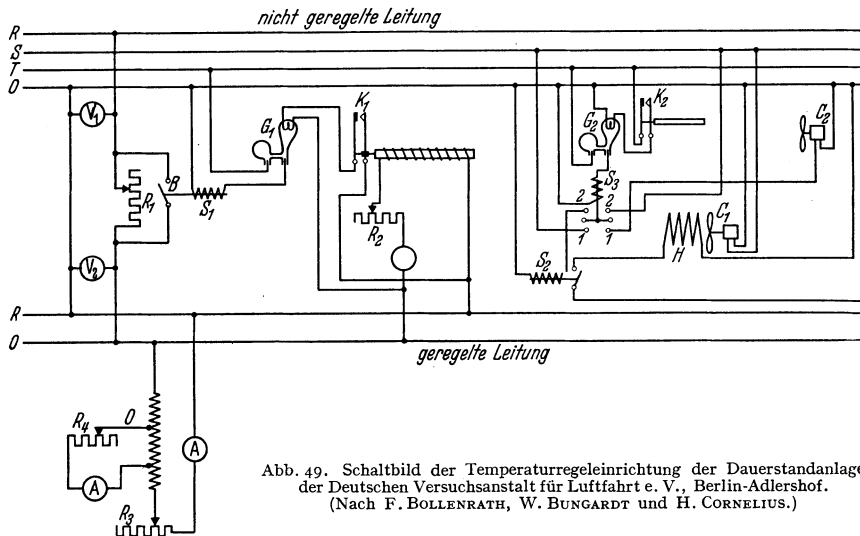 nicht geregelte Leitung
R
S
T
O
V1
K1
G1
K2
G2
C2
B
R1
S1
S3
2 2
C1
R2
1 1
V2
S2
H
R
O
geregelte Leitung
R4
O
A
A
R3
Abb. 49. Schaltbild der Temperaturregeleinrichtung der Dauerstandanlage
der Deutschen Versuchsanstalt für Luftfahrt e. V., Berlin-Adlershof.
(Nach F. BOLLENRATH, W. BUNGARDT und H. CORNELIUS.)